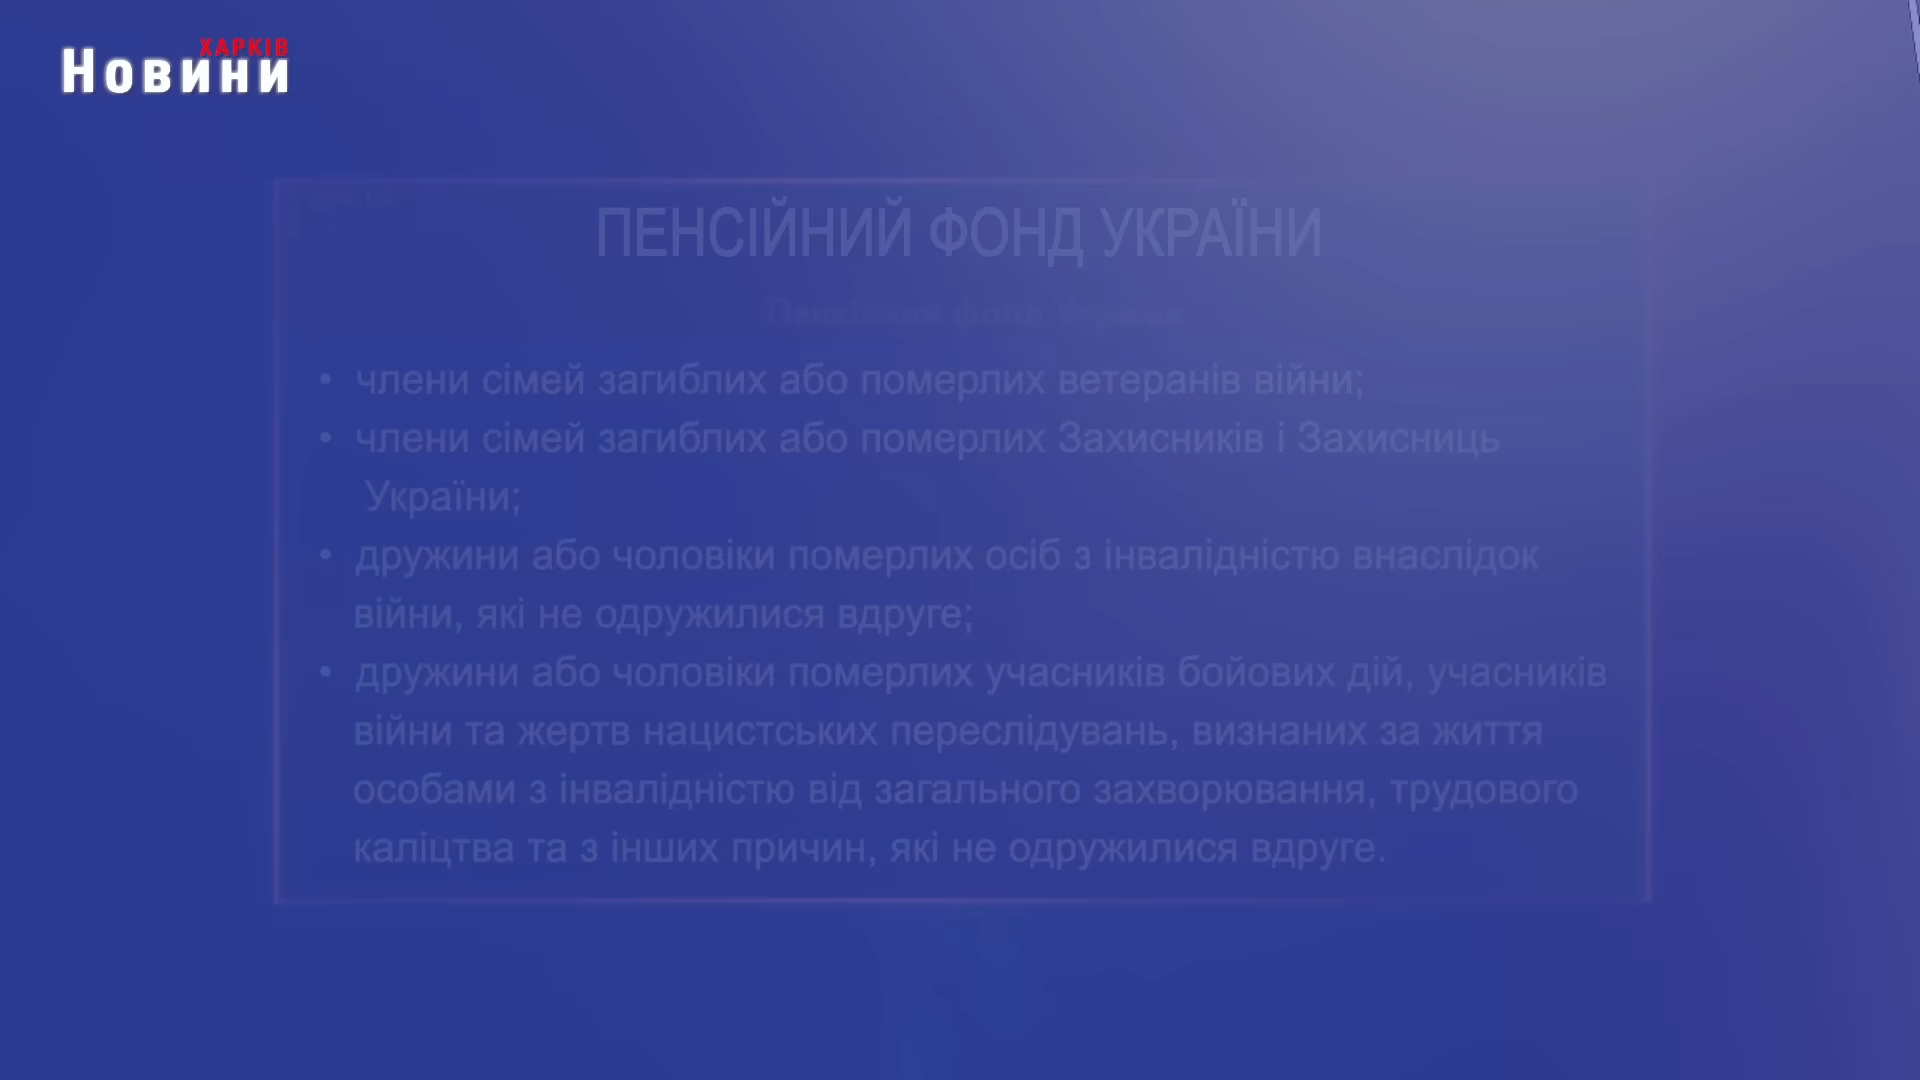 ХАРКІВ
Новини
ПЕНСІЙНИЙ ФОНД УКРАЇНИ
Пенсійний фонд України
• члени сімей загиблих або померлих ветеранів війни;
• члени сімей загиблих або померлих Захисників і Захисниць
України;
• дружини або чоловіки померлих осіб з інвалідністю внаслідок
війни, які не одружилися вдруге;
• дружини або чоловіки померлих учасників бойових дій, учасників
війни та жертв нацистських переслідувань, визнаних за життя
особами з інвалідністю від загального захворювання, трудового
каліцтва та з інших причин, які не одружилися вдруге.